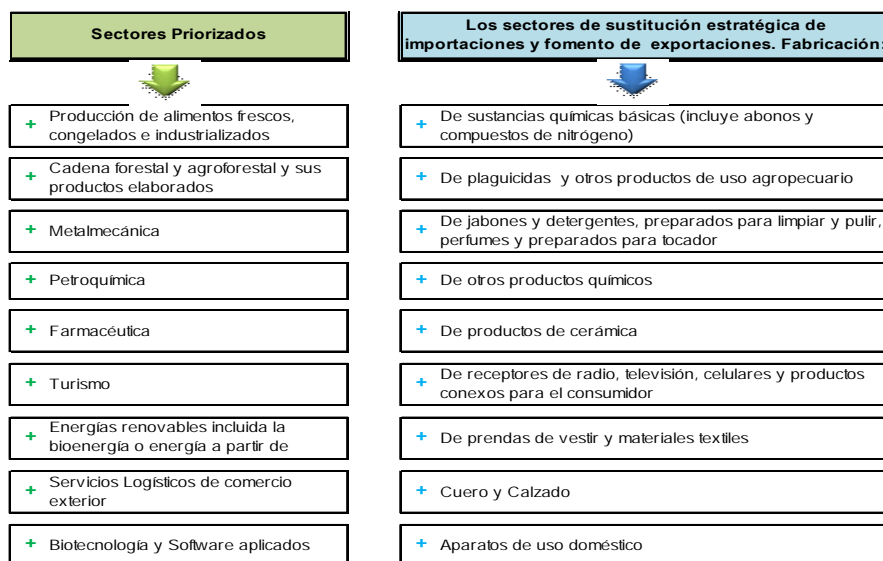 Sectores Priorizados
+ Producción de alimentos frescos,
congelados e industrializados
+ Cadena forestal y agroforestal y sus
productos elaborados
+ Metalmecánica
+ Petroquímica
+ Farmacéutica
+ Turismo
+ Energías renovables incluida la
bioenergía o energía a partir de
+ Servicios Logísticos de comercio
exterior
+ Biotecnología y Software aplicados
Los sectores de sustitución estratégica de
importaciones y fomento de exportaciones. Fabricación:
+ De sustancias químicas básicas (incluye abonos y
compuestos de nitrógeno)
+ De plaguicidas y otros productos de uso agropecuario
+ De jabones y detergentes, preparados para limpiar y pulir,
perfumes y preparados para tocador
+ De otros productos químicos
+ De productos de cerámica
+ De receptores de radio, televisión, celulares y productos
conexos para el consumidor
+ De prendas de vestir y materiales textiles
+ Cuero y Calzado
+ Aparatos de uso doméstico